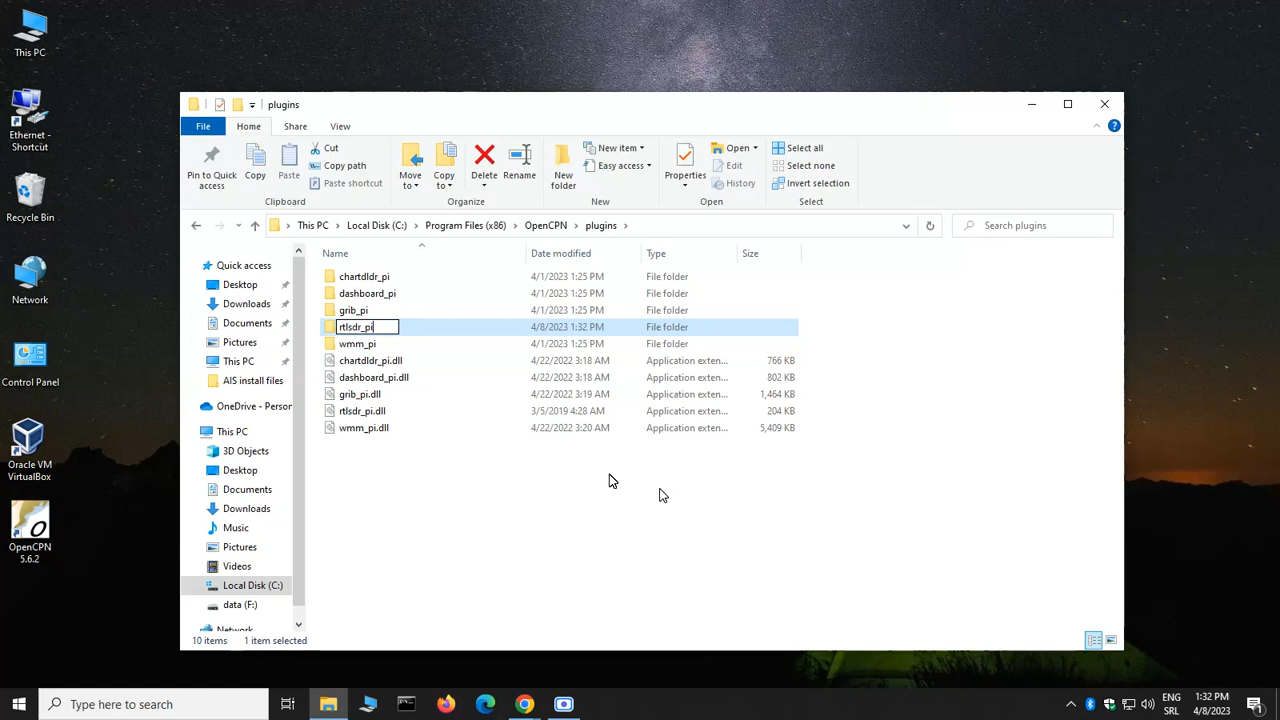 This PC
Ethernet -
Shortcut
Recycle Bin
Network
Control Panel
Oracle VM
VirtualBox
OpenCPN
5.6.2
plugins
File
Home
Share
View
Pin to Quick
access
Copy
Paste
Cut
Copy path
Paste shortcut
Clipboard
Move
to
Copy
to
Delete
Rename
Organize
New
folder
New item
Easy access
New
Properties
Open
Edit
History
Open
Select all
Select none
Invert selection
Select
This PC > Local Disk (C:) > Program Files (x86) > OpenCPN > plugins >
Search plugins
Quick access
Desktop
Downloads
Documents
Pictures
This PC
AIS install files
OneDrive - Person
This PC
3D Objects
Desktop
Documents
Downloads
Music
Pictures
Videos
Local Disk (C:)
data (F:)
Network
Name Date modified Type Size
chartdldr_pi 4/1/2023 1:25 PM File folder
dashboard_pi 4/1/2023 1:25 PM File folder
grib_pi 4/1/2023 1:25 PM File folder
rtlsdr_pi 4/8/2023 1:32 PM File folder
wmm_pi 4/1/2023 1:25 PM File folder
chartdldr_pi.dll 4/22/2022 3:18 AM Application exten... 766 KB
dashboard_pi.dll 4/22/2022 3:18 AM Application exten... 802 KB
grib_pi.dll 4/22/2022 3:19 AM Application exten... 1,464 KB
rtlsdr_pi.dll 3/5/2019 4:28 AM Application exten... 204 KB
wmm_pi.dll 4/22/2022 3:20 AM Application exten... 5,409 KB
10 items 1 item selected
Type here to search
ENG
SRL
1:32 PM
4/8/2023
1